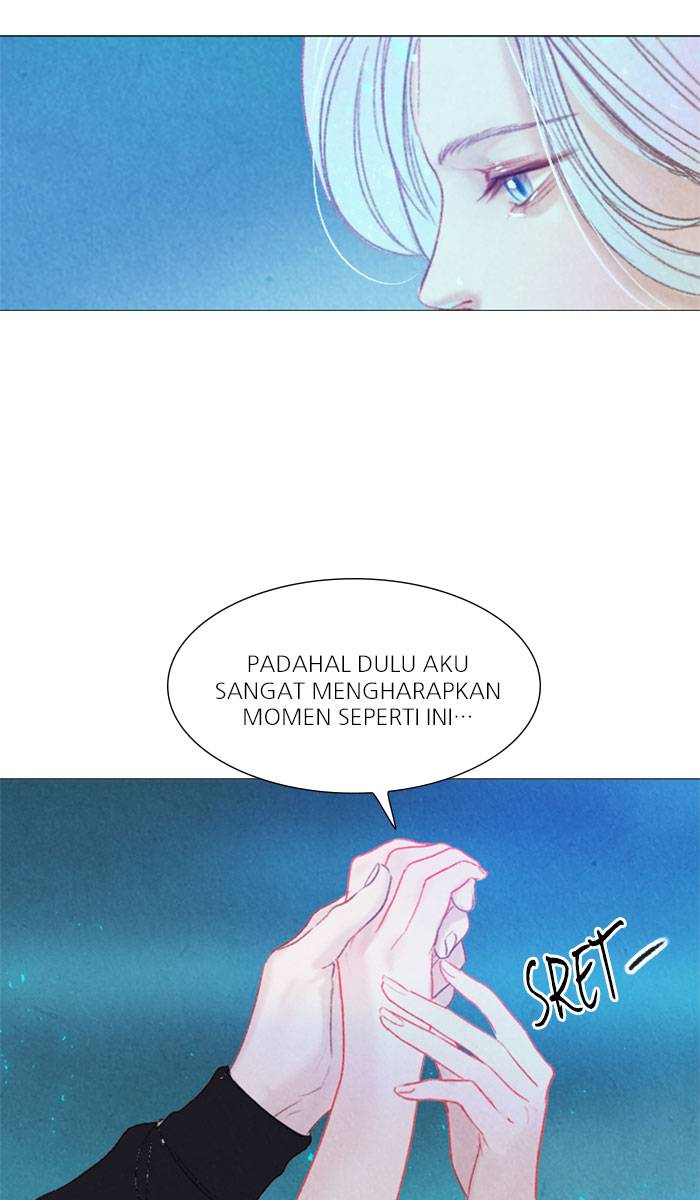 PADAHAL DULU AKU
SANGAT MENGHARAPKAN
MOMEN SEPERTI INI…
SRET—